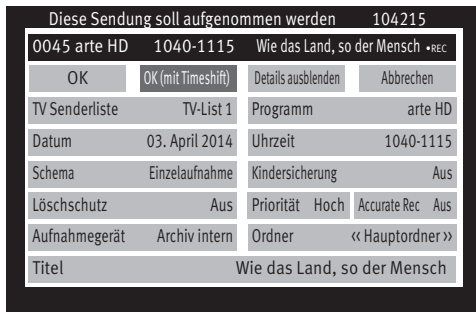 Diese Sendung soll aufgenommen werden 104215
0045 arte HD 1040-1115 Wie das Land, so der Mensch •REC
OK OK (mit Timeshift) Details ausblenden Abbrechen
TV Senderliste TV-List 1 Programm arte HD
Datum 03. April 2014 Uhrzeit 1040-1115
Schema Einzelaufnahme Kindersicherung Aus
Löschschutz Aus Priorität Hoch Accurate Rec Aus
Aufnahmegerät Archiv intern Ordner ‹‹ Hauptordner ››
Titel Wie das Land, so der Mensch